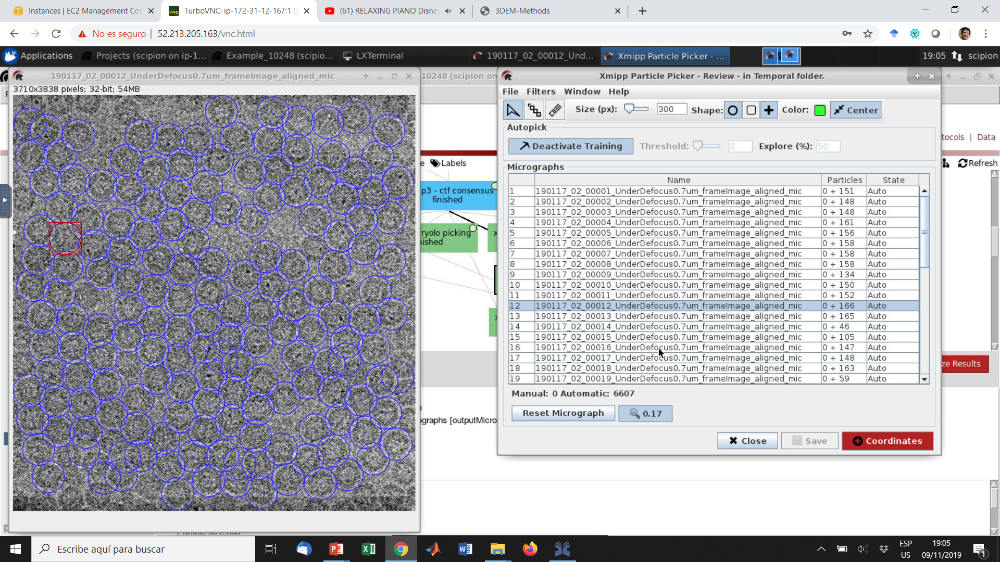 Instances | EC2 Management Con
TurboVNC: ip-172-31-12-167:1 (s
(61) RELAXING PIANO Disne
3DEM-Methods
No es seguro | 52.213.205.163/vnc.html
Applications
Projects (scipion on ip-1...
Example_10248 (scipio...
LXTerminal
190117_02_00012_Und...
Xmipp Particle Picker - ...
19:05
scipion
190117_02_00012_UnderDefocus0.7um_frameImage_aligned_mic
3710x3838 pixels; 32-bit; 54MB
10248 (scipion on
tocols | Data
Labels
Refresh
p3 - ctf consensus
finished
ryolo picking
ished
ze Results
ographs [outputMicro
Xmipp Particle Picker - Review - in Temporal folder.
File Filters Window Help
Size (px): 300 Shape: Color: Center
Autopick
Deactivate Training Threshold: 0 Explore (%): 50
Micrographs
Name Particles State
1 190117_02_00001_UnderDefocus0.7um_frameImage_aligned_mic 0 + 151 Auto
2 190117_02_00002_UnderDefocus0.7um_frameImage_aligned_mic 0 + 148 Auto
3 190117_02_00003_UnderDefocus0.7um_frameImage_aligned_mic 0 + 148 Auto
4 190117_02_00004_UnderDefocus0.7um_frameImage_aligned_mic 0 + 161 Auto
5 190117_02_00005_UnderDefocus0.7um_frameImage_aligned_mic 0 + 156 Auto
6 190117_02_00006_UnderDefocus0.7um_frameImage_aligned_mic 0 + 158 Auto
7 190117_02_00007_UnderDefocus0.7um_frameImage_aligned_mic 0 + 158 Auto
8 190117_02_00008_UnderDefocus0.7um_frameImage_aligned_mic 0 + 158 Auto
9 190117_02_00009_UnderDefocus0.7um_frameImage_aligned_mic 0 + 134 Auto
10 190117_02_00010_UnderDefocus0.7um_frameImage_aligned_mic 0 + 150 Auto
11 190117_02_00011_UnderDefocus0.7um_frameImage_aligned_mic 0 + 152 Auto
12 190117_02_00012_UnderDefocus0.7um_frameImage_aligned_mic 0 + 166 Auto
13 190117_02_00013_UnderDefocus0.7um_frameImage_aligned_mic 0 + 165 Auto
14 190117_02_00014_UnderDefocus0.7um_frameImage_aligned_mic 0 + 46 Auto
15 190117_02_00015_UnderDefocus0.7um_frameImage_aligned_mic 0 + 105 Auto
16 190117_02_00016_UnderDefocus0.7um_frameImage_aligned_mic 0 + 147 Auto
17 190117_02_00017_UnderDefocus0.7um_frameImage_aligned_mic 0 + 148 Auto
18 190117_02_00018_UnderDefocus0.7um_frameImage_aligned_mic 0 + 163 Auto
19 190117_02_00019_UnderDefocus0.7um_frameImage_aligned_mic 0 + 59 Auto
Manual: 0 Automatic: 6607
Reset Micrograph 0.17
Close Save Coordinates
Escribe aquí para buscar
ESP
US
19:05
09/11/2019
1